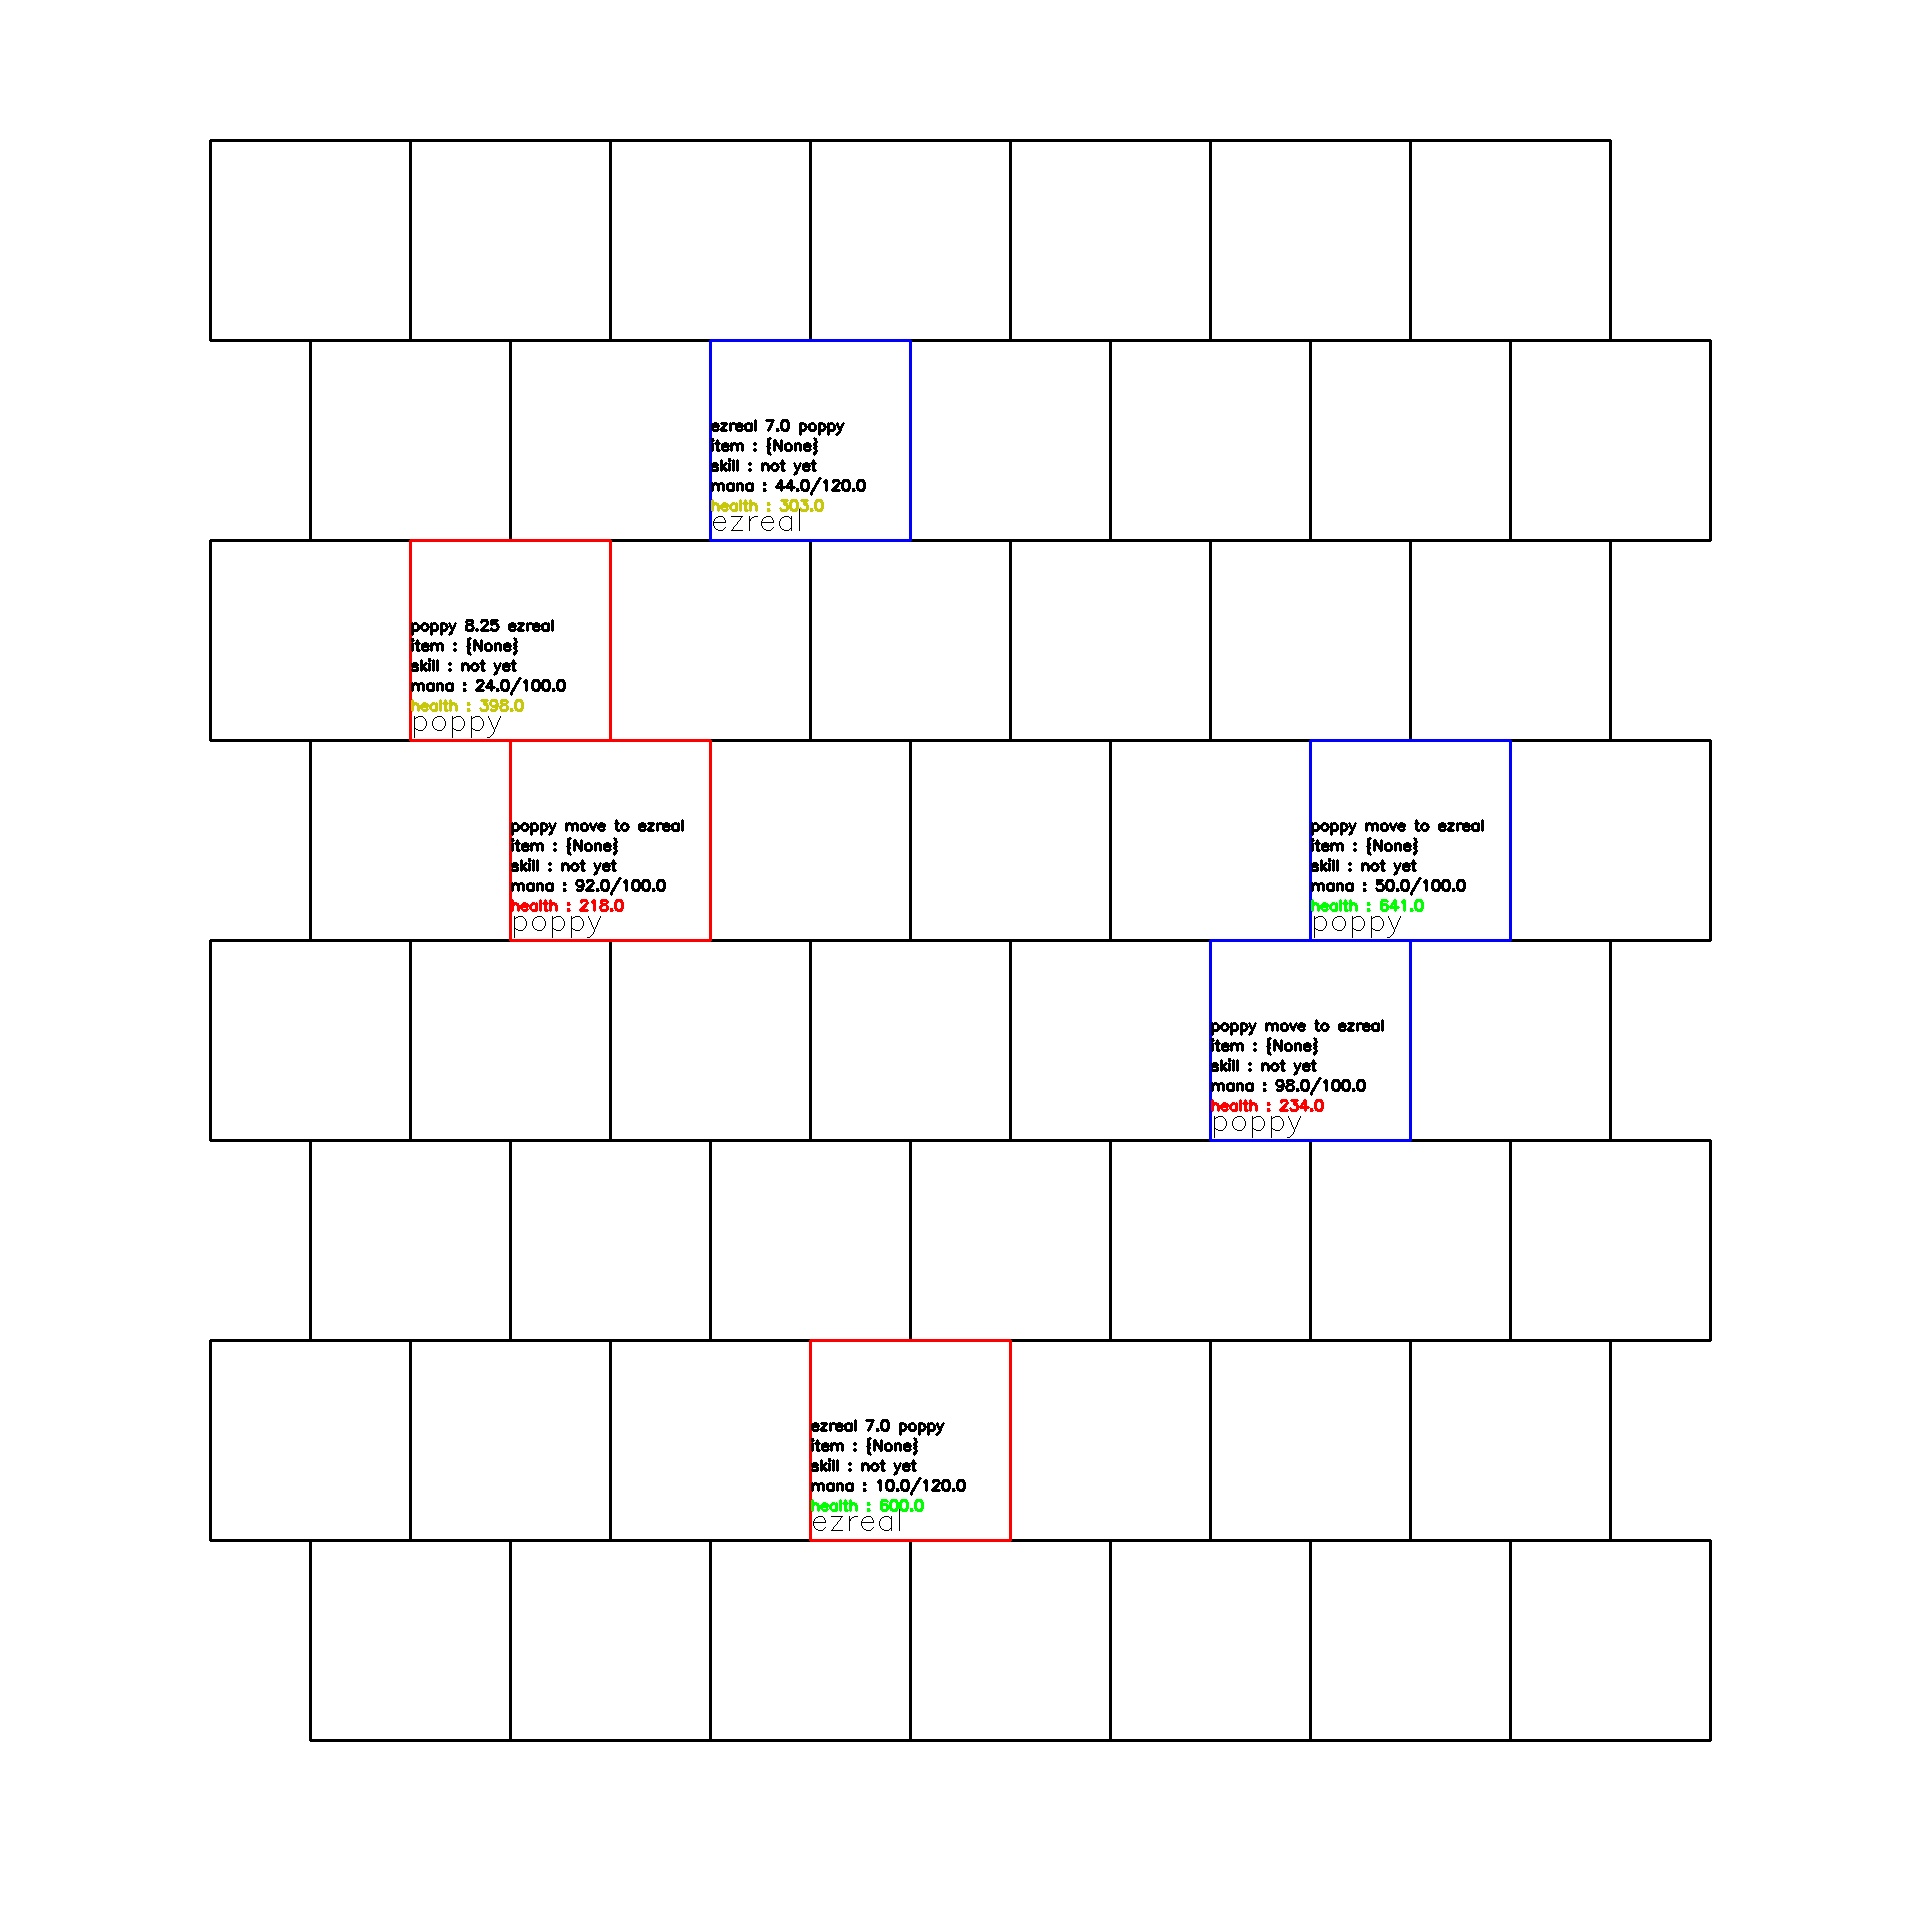 ezreal 7.0 poppy
item : {None}
skill : not yet
mana : 44.0/120.0
health : 303.0
ezreal
poppy 8.25 ezreal
item : {None}
skill : not yet
mana : 24.0/100.0
health : 398.0
poppy
poppy move to ezreal
item : {None}
skill : not yet
mana : 92.0/100.0
health : 218.0
poppy
poppy move to ezreal
item : {None}
skill : not yet
mana : 50.0/100.0
health : 641.0
poppy
poppy move to ezreal
item : {None}
skill : not yet
mana : 98.0/100.0
health : 234.0
poppy
ezreal 7.0 poppy
item : {None}
skill : not yet
mana : 10.0/120.0
health : 600.0
ezreal